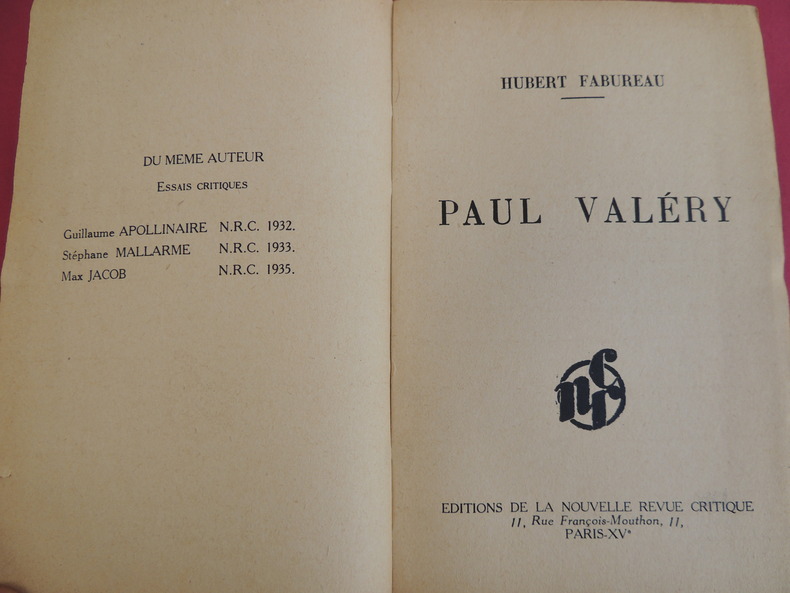 DU MEME AUTEUR
ESSAIS CRITIQUES
Guillaume APOLLINAIRE N.R.C. 1932.
Stéphane MALLARME N.R.C. 1933.
Max JACOB N.R.C. 1935.
HUBERT FABUREAU
PAUL VALÉRY
nrc
EDITIONS DE LA NOUVELLE REVUE CRITIQUE
11, Rue François-Mouthon, 11,
PARIS-XVᵉ